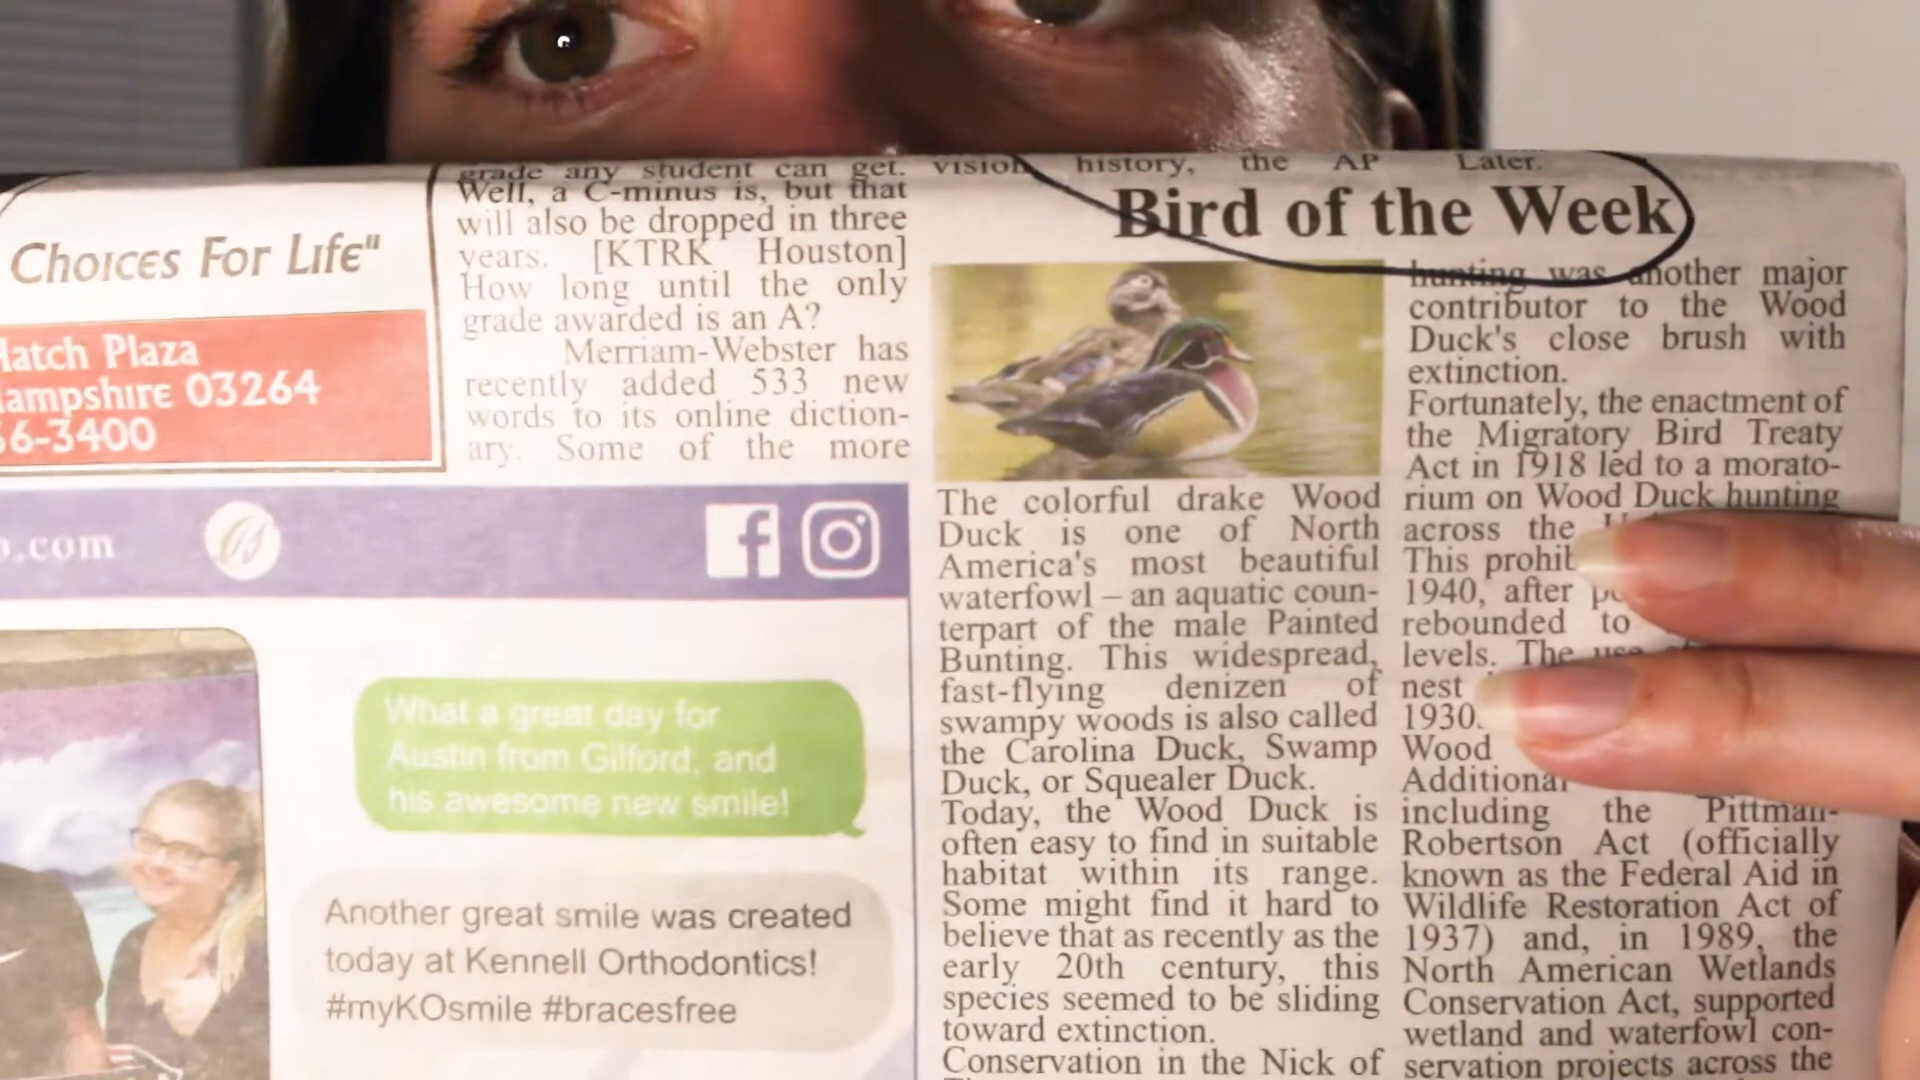 Choices For Life"
Hatch Plaza
Hampshire 03264
66-3400
.com
What a great day for
Austin from Gilford, and
his awesome new smile!
Another great smile was created
today at Kennell Orthodontics!
#myKOsmile #bracesfree
grade any student can get.
Well, a C-minus is, but that
will also be dropped in three
years. [KTRK Houston]
How long until the only
grade awarded is an A?
Merriam-Webster has
recently added 533 new
words to its online diction-
ary. Some of the more
vision history, the AP Later.
Bird of the Week
The colorful drake Wood
Duck is one of North
America's most beautiful
waterfowl – an aquatic coun-
terpart of the male Painted
Bunting. This widespread,
fast-flying denizen of
swampy woods is also called
the Carolina Duck, Swamp
Duck, or Squealer Duck.
Today, the Wood Duck is
often easy to find in suitable
habitat within its range.
Some might find it hard to
believe that as recently as the
early 20th century, this
species seemed to be sliding
toward extinction.
Conservation in the Nick of
hunting was another major
contributor to the Wood
Duck's close brush with
extinction.
Fortunately, the enactment of
the Migratory Bird Treaty
Act in 1918 led to a morato-
rium on Wood Duck hunting
across the
This
1940, after
rebounded to
levels. The use
nest
1930
Wood
Additional
including the Pittman-
Robertson Act (officially
known as the Federal Aid in
Wildlife Restoration Act of
1937) and, in 1989, the
North American Wetlands
Conservation Act, supported
wetland and waterfowl con-
servation projects across the